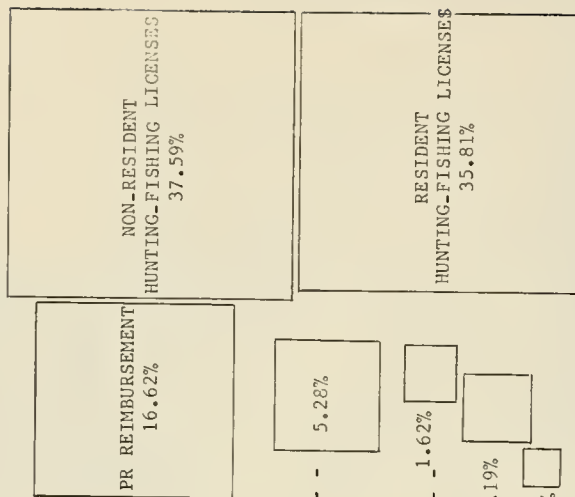 NON-RESIDENT
HUNTING-FISHING LICENSES
37.59%
RESIDENT
HUNTING-FISHING LICENSES
35.81%
PR REIMBURSEMENT
16.62%
5.28%
1.62%
.19%